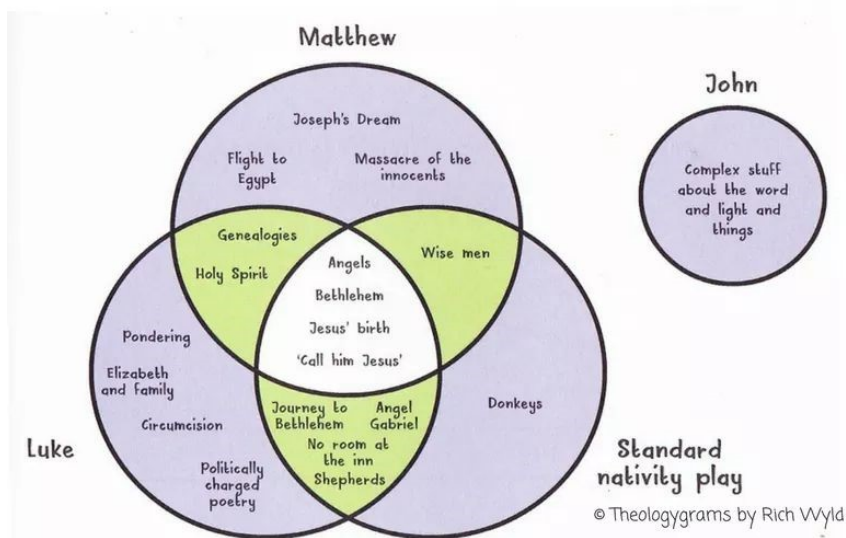 Matthew
Joseph's Dream
Flight to
Egypt
Massacre of the
innocents
Genealogies
Holy Spirit
Wise men
Angels
Bethlehem
Jesus' birth
'Call him Jesus'
Pondering
Elizabeth
and family
Circumcision
Politically
charged
poetry
Luke
Journey to
Bethlehem
Angel
Gabriel
No room at
the inn
Shepherds
Donkeys
Standard
nativity play
John
Complex stuff
about the word
and light and
things
© Theologygrams by Rich Wyld